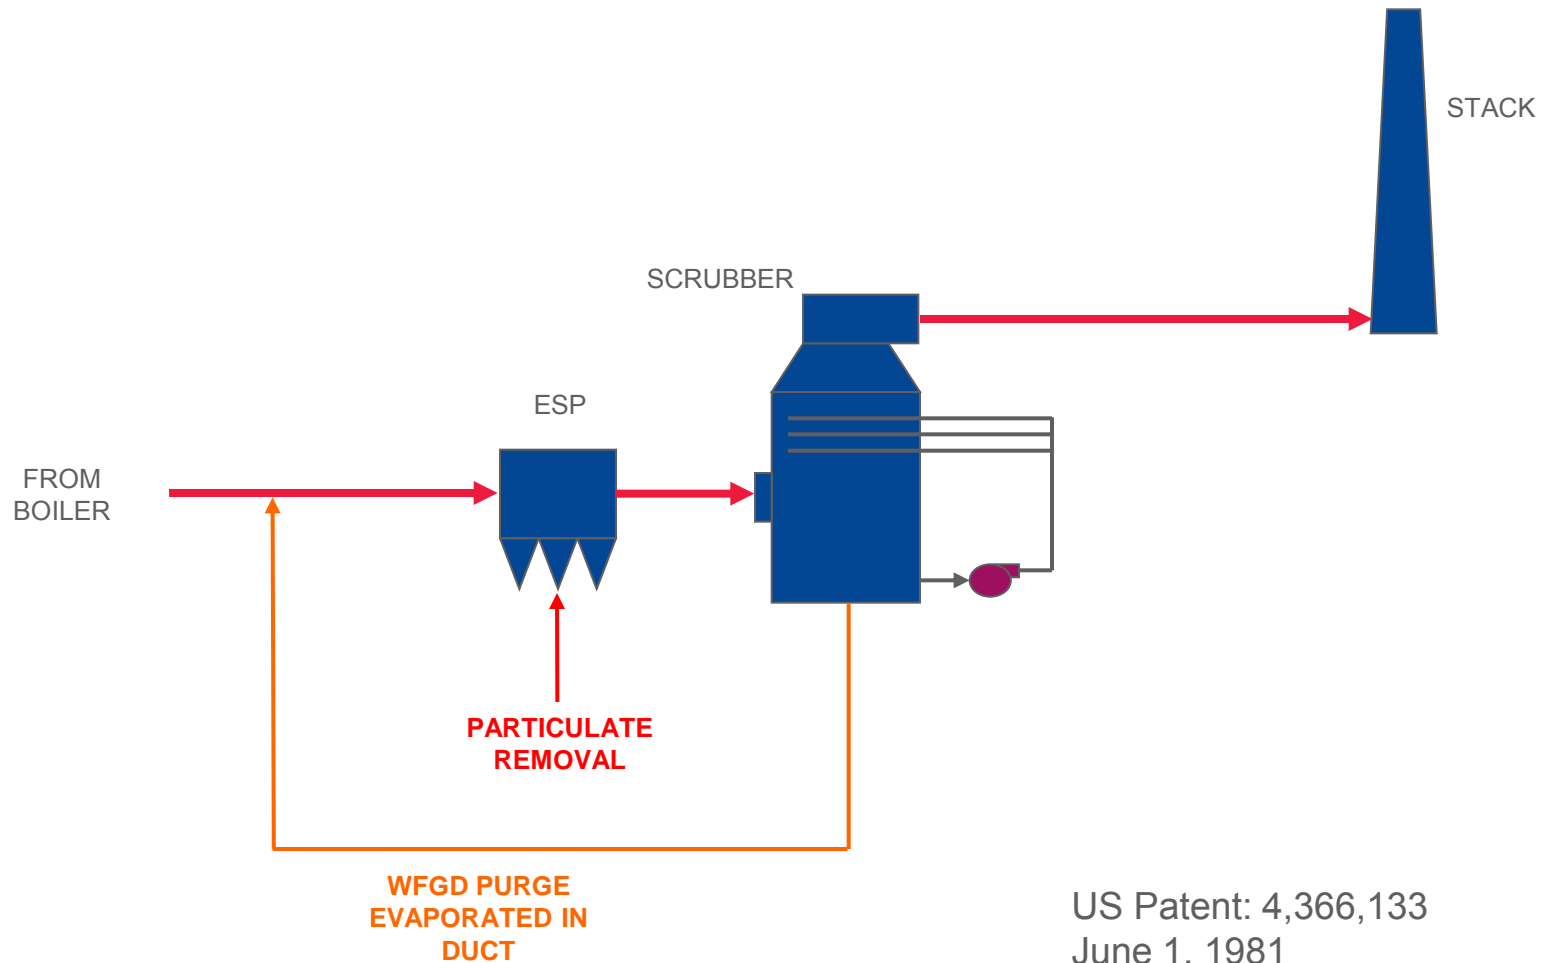 STACK
SCRUBBER
ESP
FROM
BOILER
PARTICULATE
REMOVAL
WFGD PURGE
EVAPORATED IN
DUCT
US Patent: 4,366,133
June 1, 1981